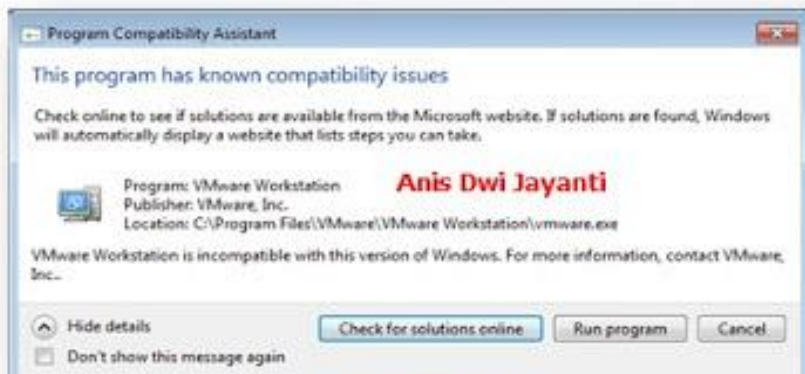 Program Compatibility Assistant
This program has known compatibility issues
Check online to see if solutions are available from the Microsoft website. If solutions are found, Windows
will automatically display a website that lists steps you can take.
Program: VMware Workstation
Anis Dwi Jayanti
Publisher: VMware, Inc.
Location: C:\Program Files\VMware\VMware Workstation\vmware.exe
VMware Workstation is incompatible with this version of Windows. For more information, contact VMware,
Inc..
Hide details
Check for solutions online
Run program
Cancel
Don't show this message again